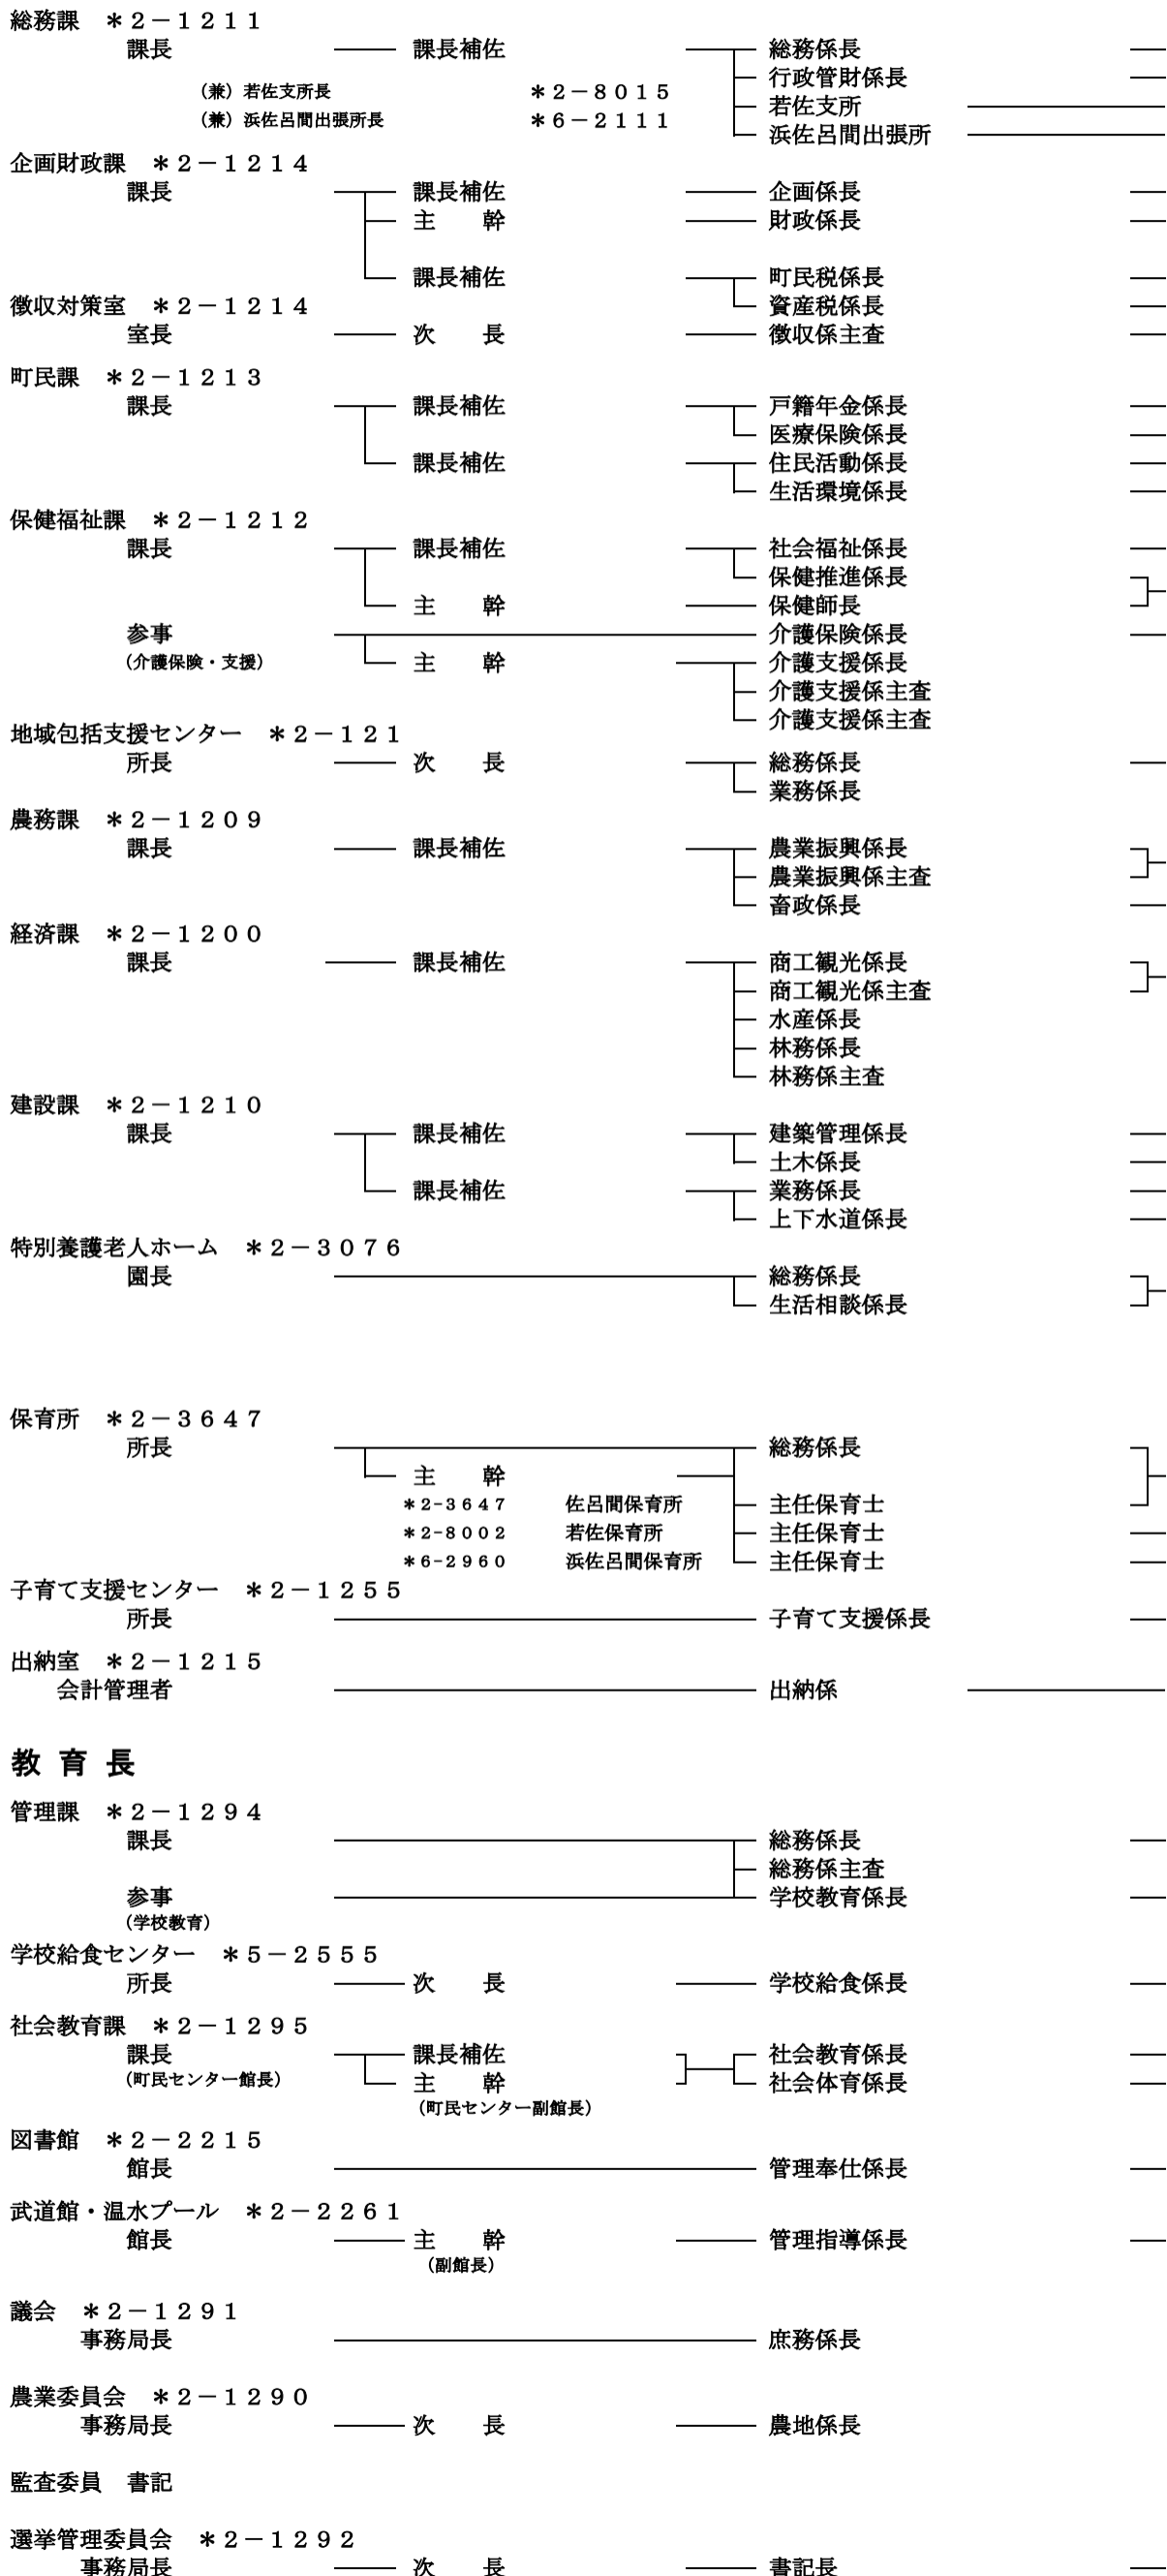 総務課　＊２－１２１１
課長　課長補佐　総務係長
行政管財係長
（兼）若佐支所長　＊２－８０１５　若佐支所
（兼）浜佐呂間出張所長　＊６－２１１１　浜佐呂間出張所
企画財政課　＊２－１２１４
課長　課長補佐　企画係長
主　幹　財政係長
課長補佐　町民税係長
資産税係長
徴収対策室　＊２－１２１４
室長　次　長　徴収係主査
町民課　＊２－１２１３
課長　課長補佐　戸籍年金係長
医療保険係長
課長補佐　住民活動係長
生活環境係長
保健福祉課　＊２－１２１２
課長　課長補佐　社会福祉係長
保健推進係長
主　幹　保健師長
参事　介護保険係長
（介護保険・支援）　主　幹　介護支援係長
介護支援係主査
介護支援係主査
地域包括支援センター　＊２－１２１
所長　次　長　総務係長
業務係長
農務課　＊２－１２０９
課長　課長補佐　農業振興係長
農業振興係主査
畜政係長
経済課　＊２－１２００
課長　課長補佐　商工観光係長
商工観光係主査
水産係長
林務係長
林務係主査
建設課　＊２－１２１０
課長　課長補佐　建築管理係長
土木係長
課長補佐　業務係長
上下水道係長
特別養護老人ホーム　＊２－３０７６
園長　総務係長
生活相談係長
保育所　＊２－３６４７
所長　総務係長
主　幹
＊２-３６４７　佐呂間保育所　主任保育士
＊２-８００２　若佐保育所　主任保育士
＊６-２９６０　浜佐呂間保育所　主任保育士
子育て支援センター　＊２－１２５５
所長　子育て支援係長
出納室　＊２－１２１５
会計管理者　出納係
教 育 長
管理課　＊２－１２９４
課長　総務係長
総務係主査
参事　学校教育係長
（学校教育）
学校給食センター　＊５－２５５５
所長　次　長　学校給食係長
社会教育課　＊２－１２９５
課長　課長補佐　社会教育係長
（町民センター館長）　主　幹　社会体育係長
（町民センター副館長）
図書館　＊２－２２１５
館長　管理奉仕係長
武道館・温水プール　＊２－２２６１
館長　主　幹　管理指導係長
（副館長）
議会　＊２－１２９１
事務局長　庶務係長
農業委員会　＊２－１２９０
事務局長　次　長　農地係長
監査委員　書記
選挙管理委員会　＊２－１２９２
事務局長　次　長　書記長